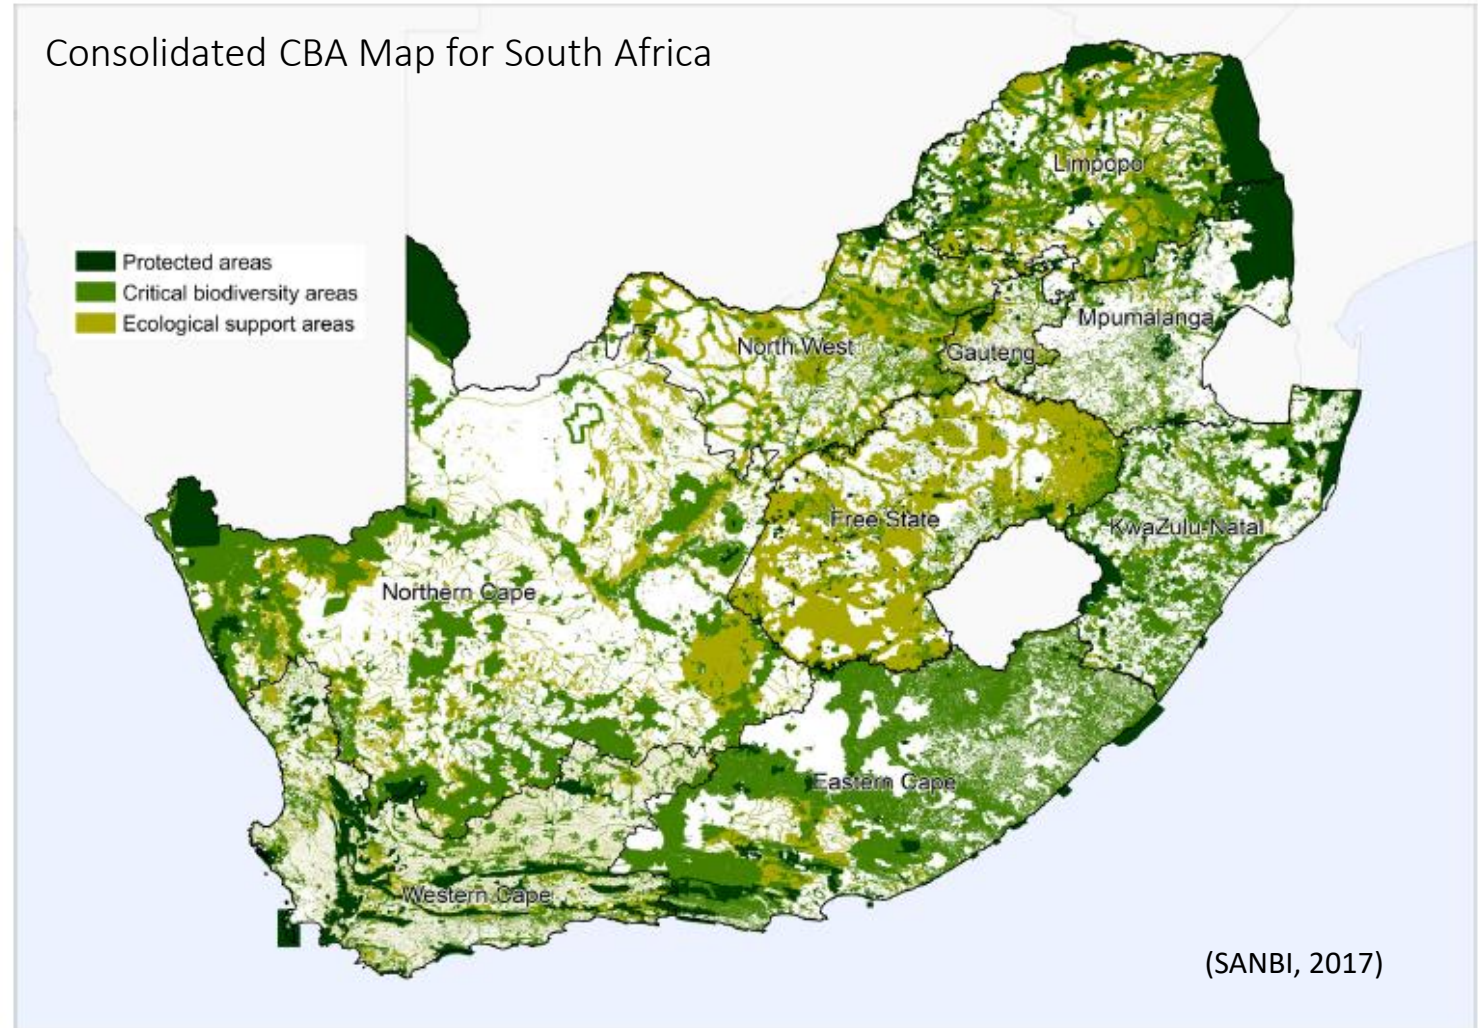 Consolidated CBA Map for South Africa
Limpopo
Protected areas
Critical biodiversity areas
Ecological support areas
Mpumalanga
North West
Gauteng
Free State
KwaZulu-Natal
Northern Cape
Eastern Cape
Western Cape
(SANBI, 2017)